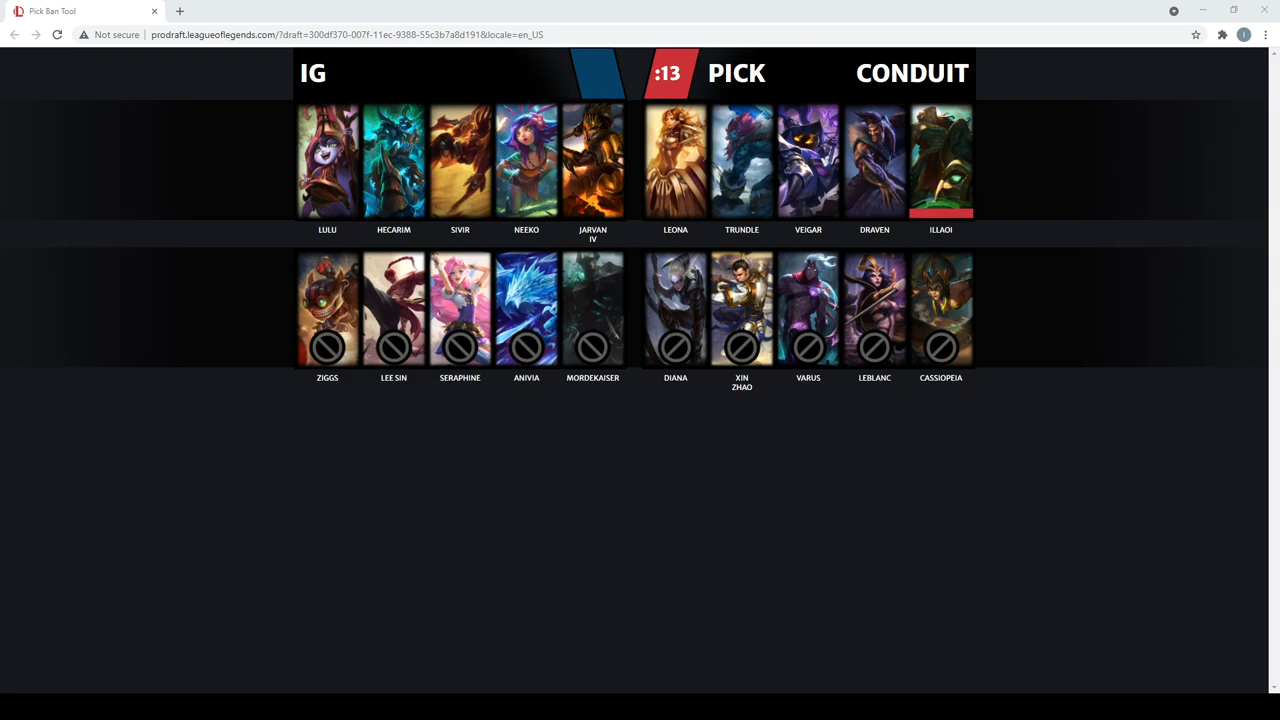 Pick Ban Tool
Not secure
prodraft.leagueoflegends.com/?draft=300df370-007f-11ec-9388-55c3b7a8d191&locale=en_US
I
IG
:13
PICK
CONDUIT
LULU
HECARIM
SIVIR
NEEKO
JARVAN
IV
LEONA
TRUNDLE
VEIGAR
DRAVEN
ILLAOI
ZIGGS
LEE SIN
SERAPHINE
ANIVIA
MORDEKAISER
DIANA
XIN
ZHAO
VARUS
LEBLANC
CASSIOPEIA